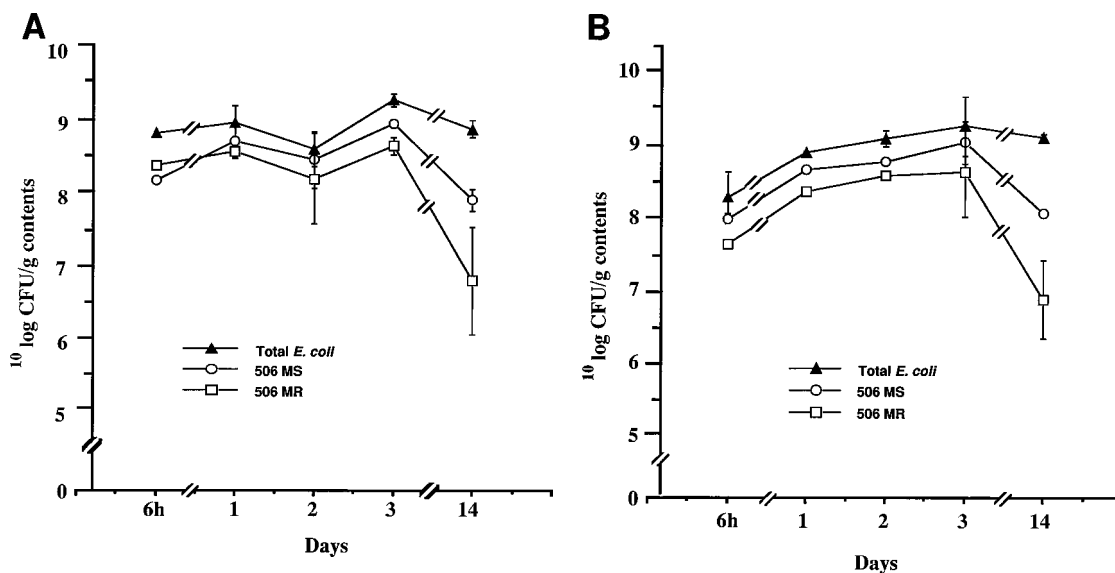 A
10
9
8
7
6
5
0
10 log CFU/g contents
Total E. coli
506 MS
506 MR
6h 1 2 3 14
Days
B
10
9
8
7
6
5
0
10 log CFU/g contents
Total E. coli
506 MS
506 MR
6h 1 2 3 14
Days